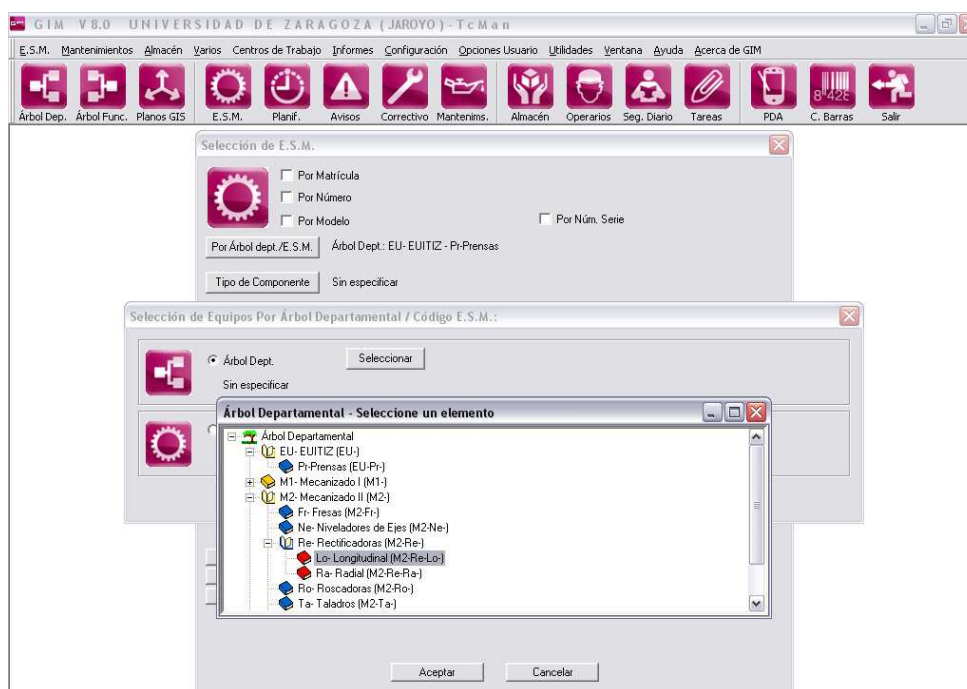 GIM V 8.0 UNIVERSIDAD DE ZARAGOZA (JAROYO) - TcMan
E.S.M. Mantenimientos Almacén Varios Centros de Trabajo Informes Configuración Opciones Usuario Utilidades Ventana Ayuda Acerca de GIM
Árbol Dep. Árbol Func. Planos GIS E.S.M. Planif. Avisos Correctivo Mantenims. Almacén Operarios Seg. Diario Tareas PDA C. Barras Salir
Selección de E.S.M.
Por Matrícula
Por Número
Por Modelo Por Núm. Serie
Por Árbol dept./E.S.M. Árbol Dept.: EU- EUITIZ - Pr-Prensas
Tipo de Componente Sin especificar
Selección de Equipos Por Árbol Departamental / Código E.S.M.:
Árbol Dept. Seleccionar
Sin especificar
Árbol Departamental - Seleccione un elemento
Árbol Departamental
EU- EUITIZ (EU-)
Pr-Prensas (EU-Pr-)
M1- Mecanizado I (M1-)
M2- Mecanizado II (M2-)
Fr- Fresas (M2-Fr-)
Ne- Niveladores de Ejes (M2-Ne-)
Re- Rectificadoras (M2-Re-)
Lo- Longitudinal (M2-Re-Lo-)
Ra- Radial (M2-Re-Ra-)
Ro- Roscadoras (M2-Ro-)
Ta- Taladros (M2-Ta-)
Aceptar Cancelar